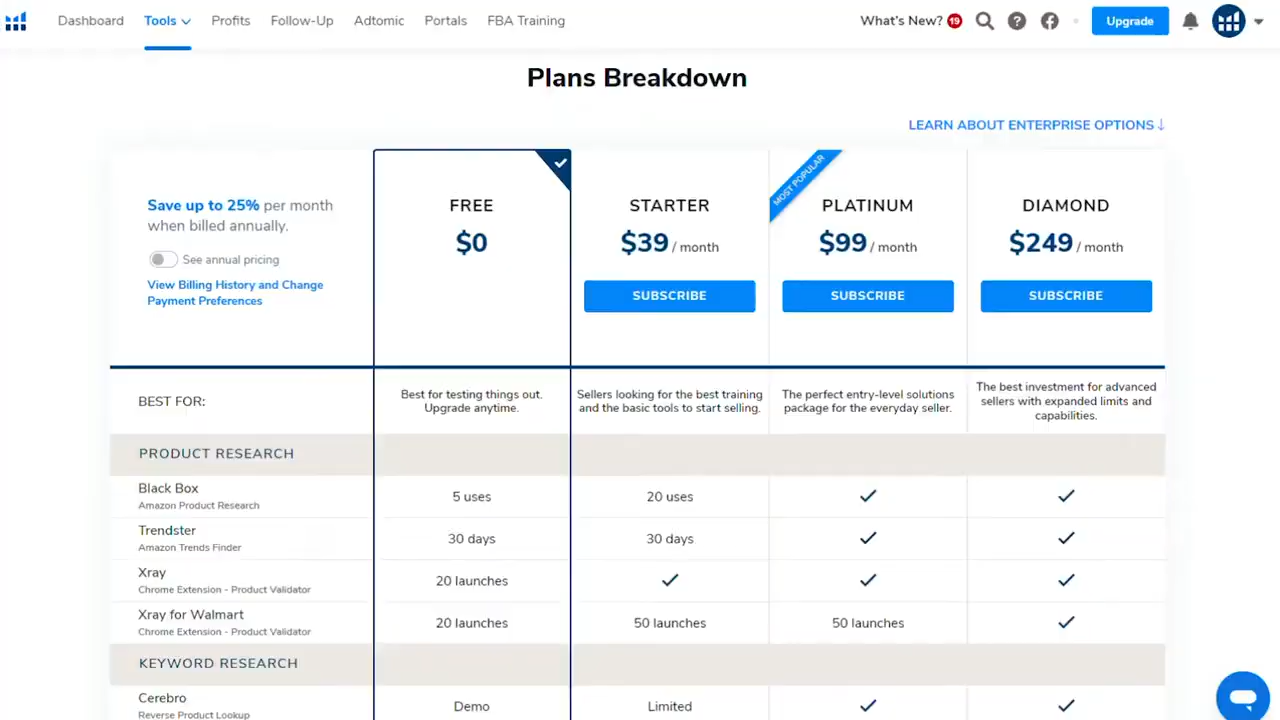 Dashboard Tools Profits Follow-Up Adtomic Portals FBA Training What's New? 19 Upgrade
Plans Breakdown
LEARN ABOUT ENTERPRISE OPTIONS ↓
MOST POPULAR
Save up to 25% per month
when billed annually.
See annual pricing
View Billing History and Change
Payment Preferences
FREE
$0
STARTER
$39 / month
SUBSCRIBE
PLATINUM
$99 / month
SUBSCRIBE
DIAMOND
$249 / month
SUBSCRIBE
BEST FOR:
Best for testing things out.
Upgrade anytime.
Sellers looking for the best training
and the basic tools to start selling.
The perfect entry-level solutions
package for the everyday seller.
The best investment for advanced
sellers with expanded limits and
capabilities.
PRODUCT RESEARCH
Black Box
Amazon Product Research
5 uses 20 uses
Trendster
Amazon Trends Finder
30 days 30 days
Xray
Chrome Extension - Product Validator
20 launches
Xray for Walmart
Chrome Extension - Product Validator
20 launches 50 launches 50 launches
KEYWORD RESEARCH
Cerebro
Reverse Product Lookup
Demo Limited